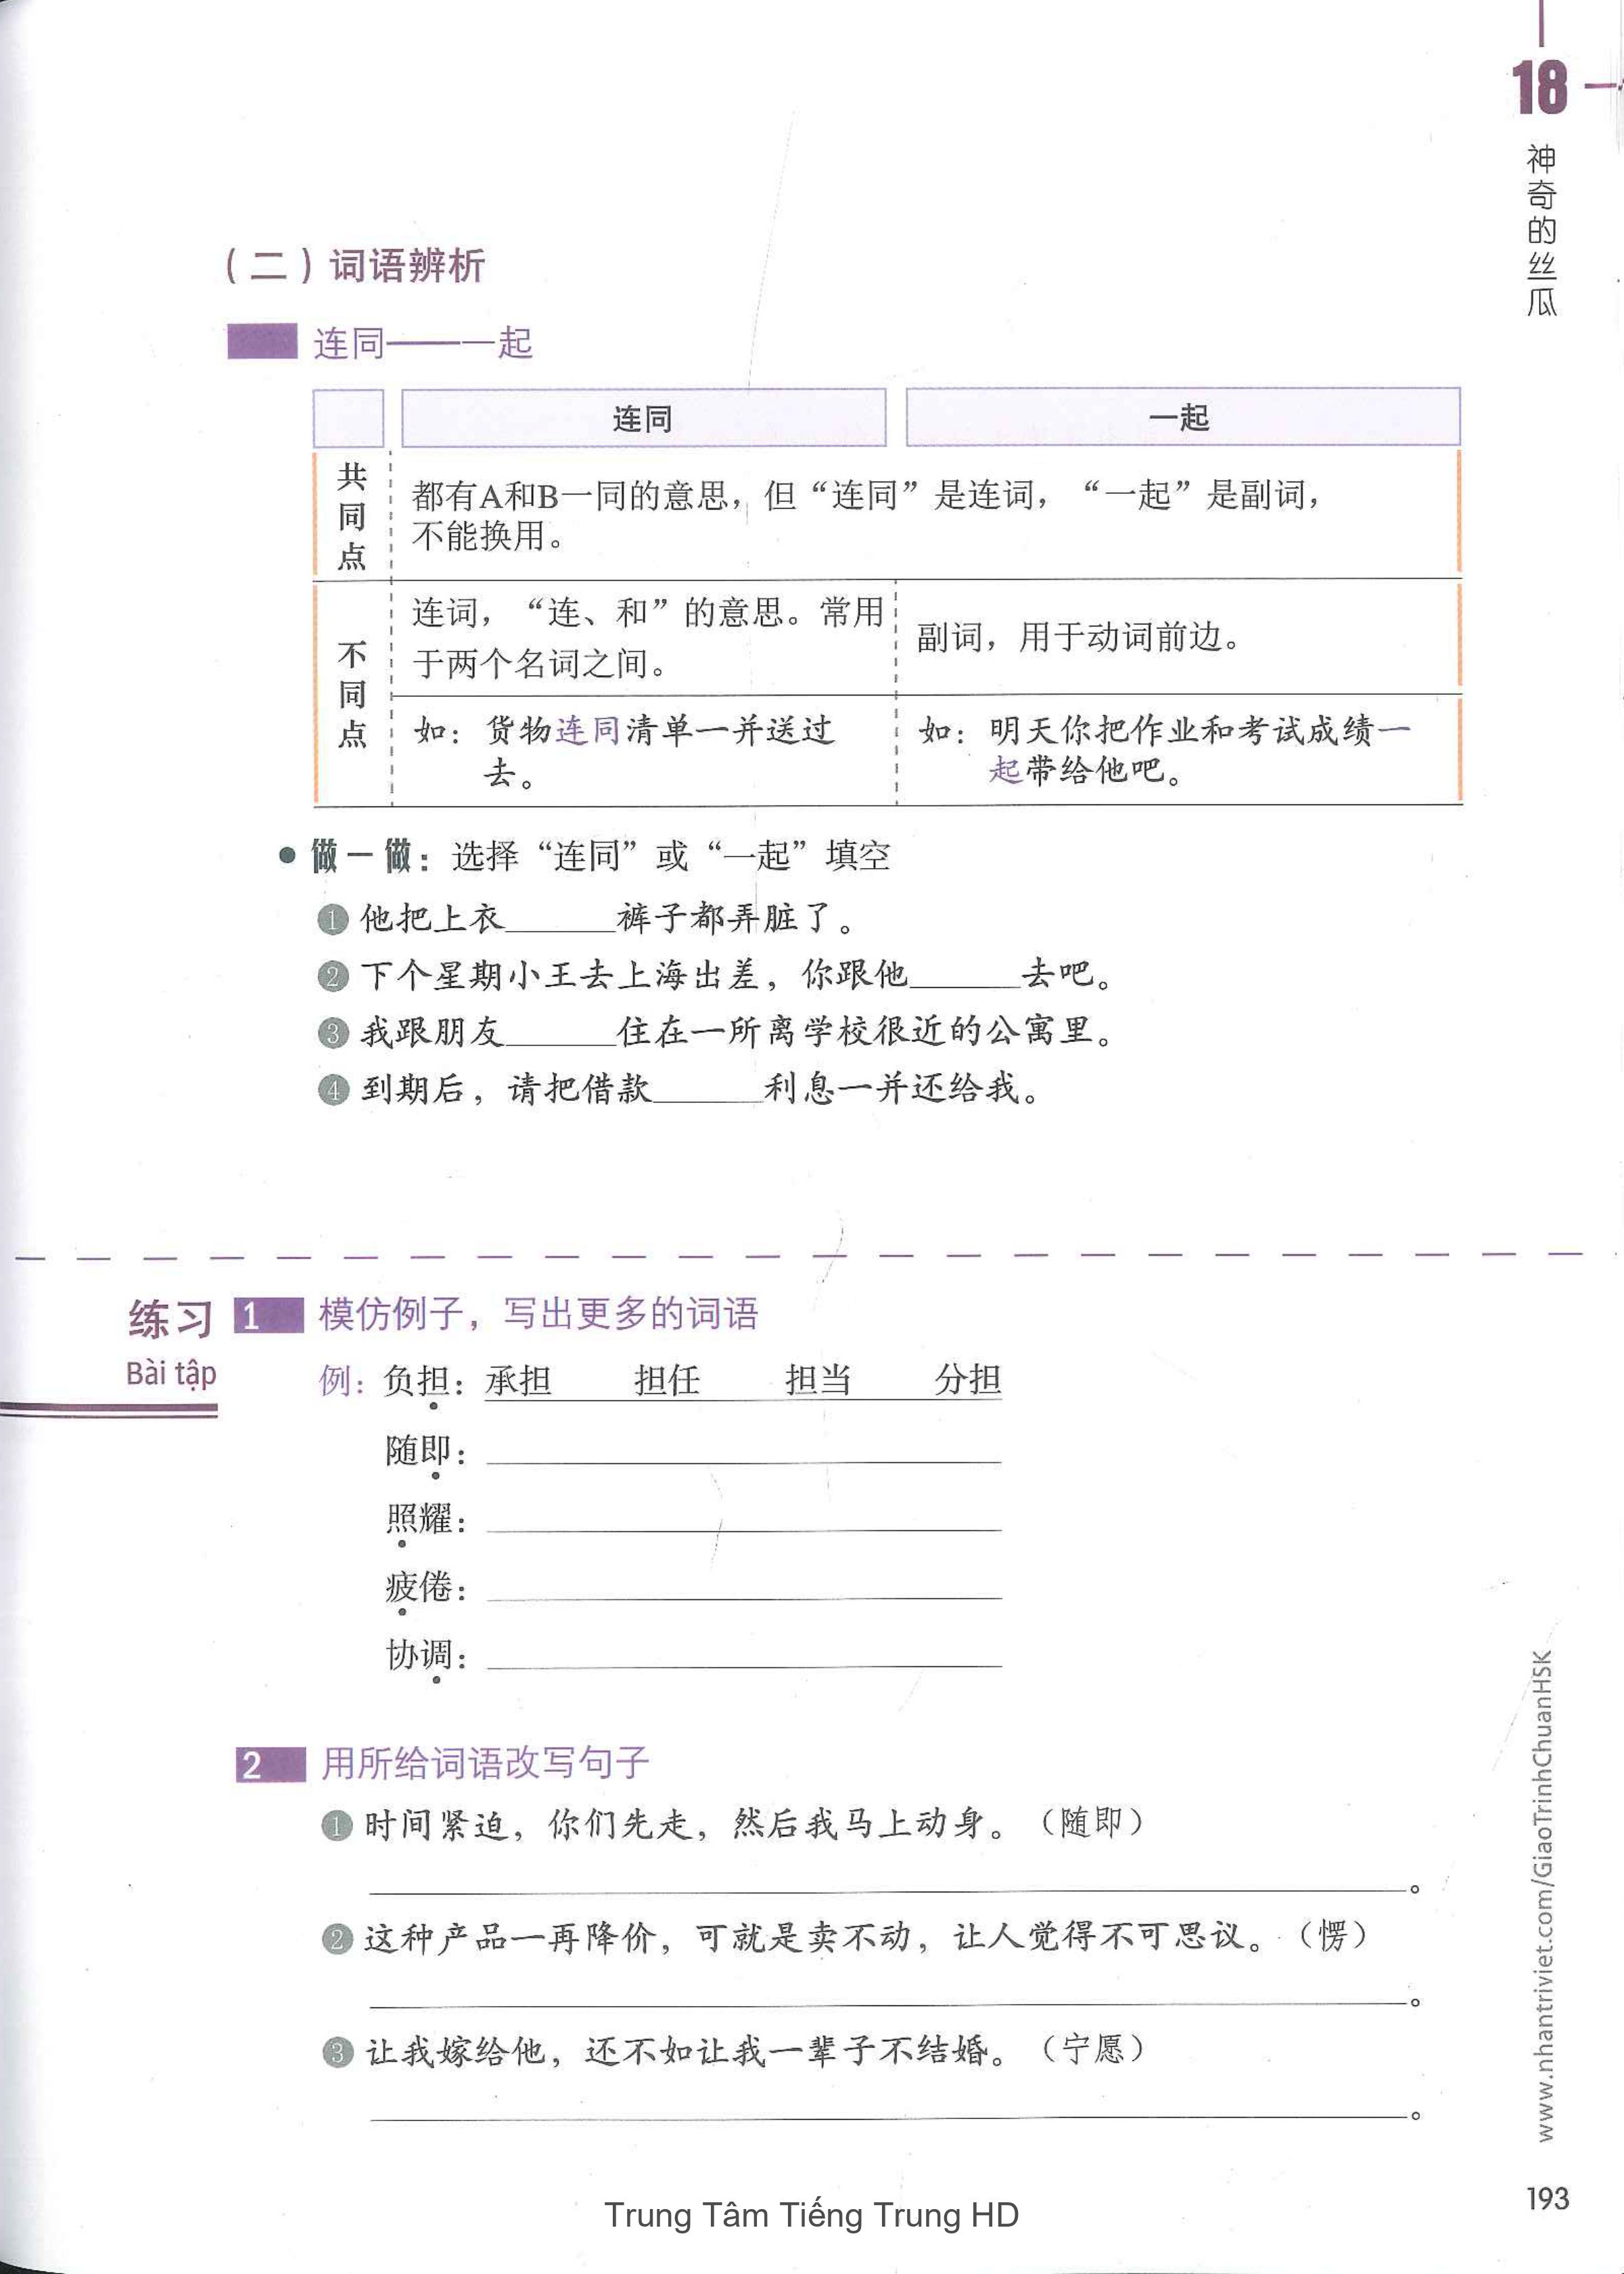 18
神奇的丝瓜
（二）词语辨析
连同——一起
连同 一起
共同点
都有A和B一同的意思，但“连同”是连词，“一起”是副词，
不能换用。
不同点
连词，“连、和”的意思。常用
于两个名词之间。
副词，用于动词前边。
如：货物连同清单一并送过
去。
如：明天你把作业和考试成绩一
起带给他吧。
● 做一做：选择“连同”或“一起”填空
1 他把上衣______裤子都弄脏了。
2 下个星期小王去上海出差，你跟他______去吧。
3 我跟朋友______住在一所离学校很近的公寓里。
4 到期后，请把借款______利息一并还给我。
练习
Bài tập
1 模仿例子，写出更多的词语
例：负担：承担 担任 担当 分担
随即：
照耀：
疲倦：
协调：
2 用所给词语改写句子
1 时间紧迫，你们先走，然后我马上动身。（随即）
。
2 这种产品一再降价，可就是卖不动，让人觉得不可思议。（愣）
。
3 让我嫁给他，还不如让我一辈子不结婚。（宁愿）
。
www.nhantriviet.com/GiaoTrinhChuanHSK
193
Trung Tâm Tiếng Trung HD